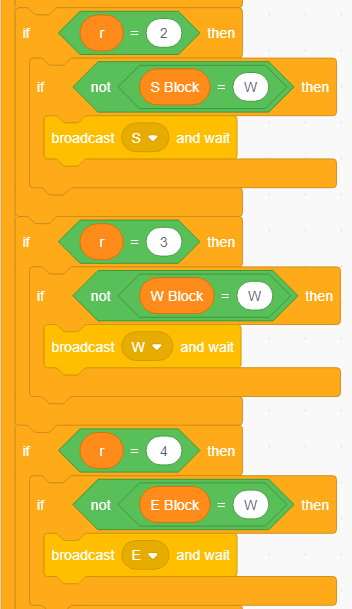 if r = 2 then
if not S Block = W then
broadcast S and wait
if r = 3 then
if not W Block = W then
broadcast W and wait
if r = 4 then
if not E Block = W then
broadcast E and wait